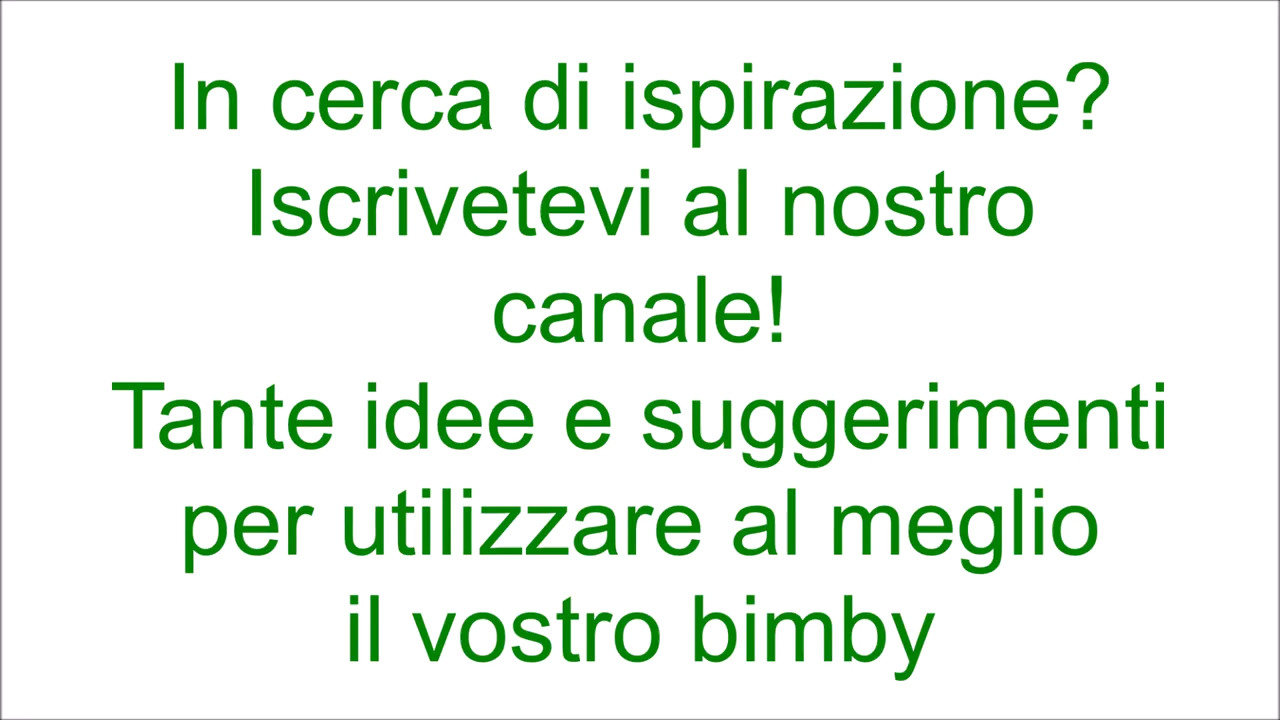 In cerca di ispirazione?
Iscrivetevi al nostro
canale!
Tante idee e suggerimenti
per utilizzare al meglio
il vostro bimby